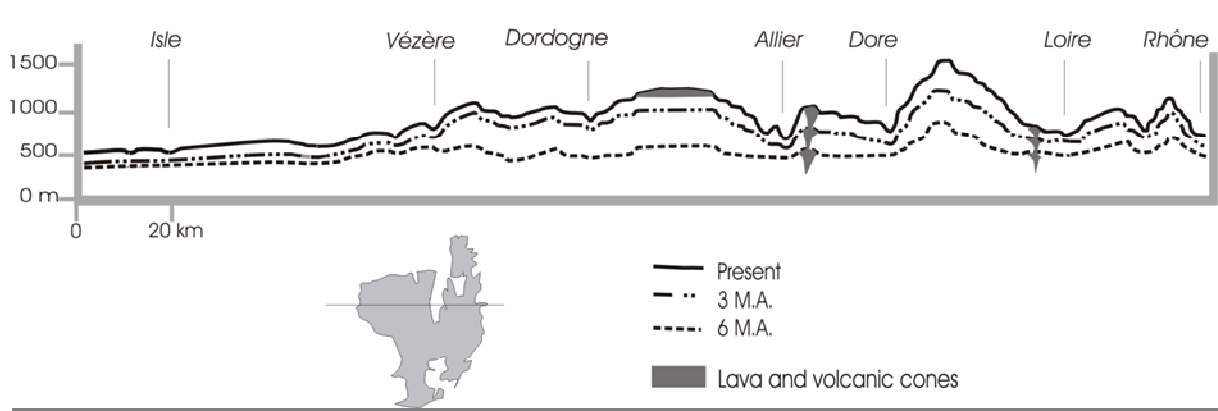 Isle Vézère Dordogne Allier Dore Loire Rhône
1500
1000
500
0 m
0 20 km
Present
3 M.A.
6 M.A.
Lava and volcanic cones